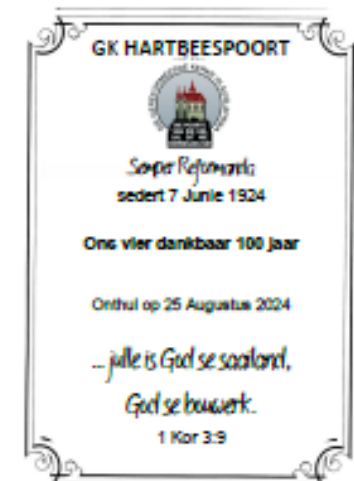 GK HARTBEESPOORT
Semper Reformanda
sedert 7 Junie 1924
Ons vier dankbaar 100 jaar
Onthul op 25 Augustus 2024
... julle is God se saailand,
God se bouwerk.
1 Kor 3:9